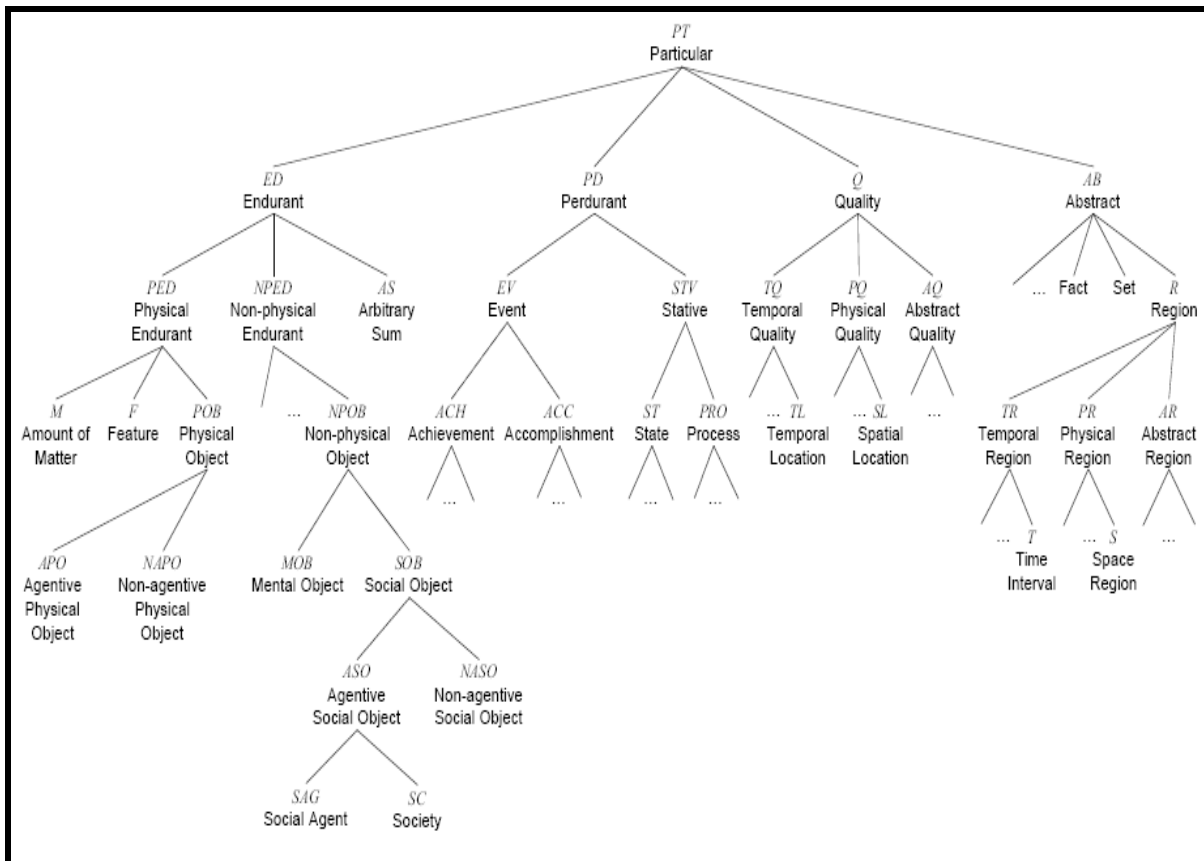 PT
Particular
ED PD Q AB
Endurant Perdurant Quality Abstract
PED NPED AS EV STV TQ PQ AQ ... Fact Set R
Physical Non-physical Arbitrary Event Stative Temporal Physical Abstract Region
Endurant Endurant Sum Quality Quality Quality
M F POB ... NPOB ACH ACC ST PRO ... TL ... SL ... TR PR AR
Amount of Feature Physical Non-physical Achievement Accomplishment State Process Temporal Spatial Temporal Physical Abstract
Matter Object Object Location Location Region Region Region
... ... ... ...
APO NAPO MOB SOB ... T ... S ...
Agentive Non-agentive Mental Object Social Object Time Space
Physical Physical Interval Region
Object Object
ASO NASO
Agentive Non-agentive
Social Object Social Object
SAG SC
Social Agent Society